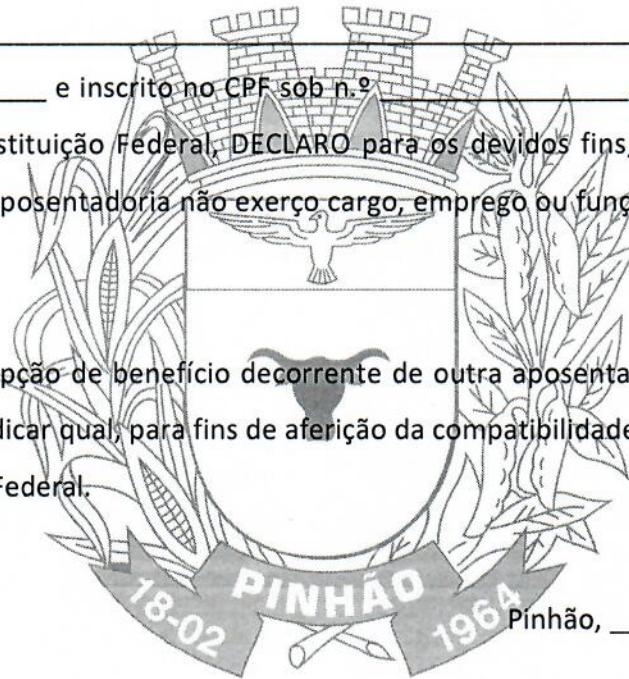 _____ e inscrito no CPF sob n.º _____
stituição Federal, DECLARO para os devidos fins,
posentadoria não exerço cargo, emprego ou funç
pção de benefício decorrente de outra aposenta
dicar qual, para fins de aferição da compatibilidade
Federal.
PINHÃO
18-02 1964
Pinhão, __